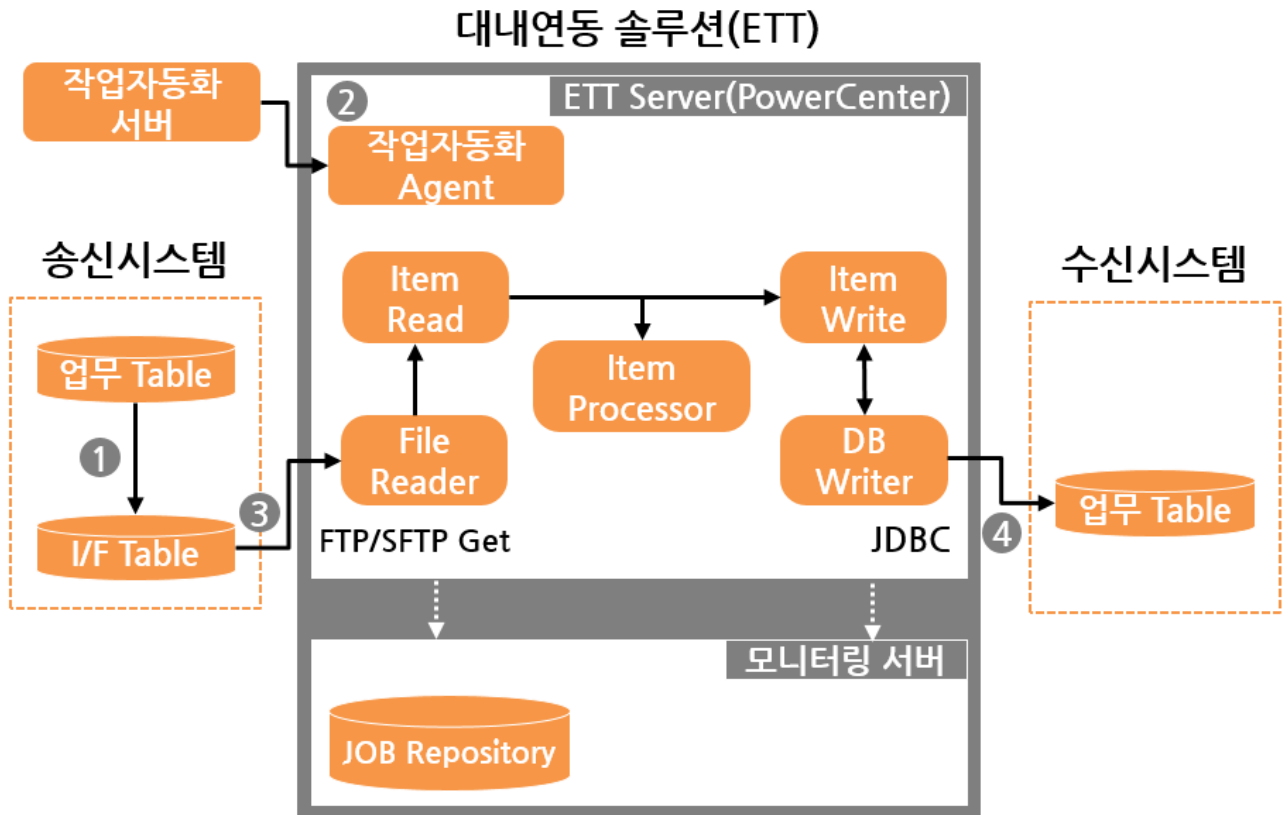 대내연동 솔루션(ETT)
작업자동화
서버
2
ETT Server(PowerCenter)
작업자동화
Agent
송신시스템
수신시스템
Item
Read
Item
Write
업무 Table
Item
Processor
1
File
Reader
DB
Writer
업무 Table
3
I/F Table
FTP/SFTP Get
JDBC
4
모니터링 서버
JOB Repository